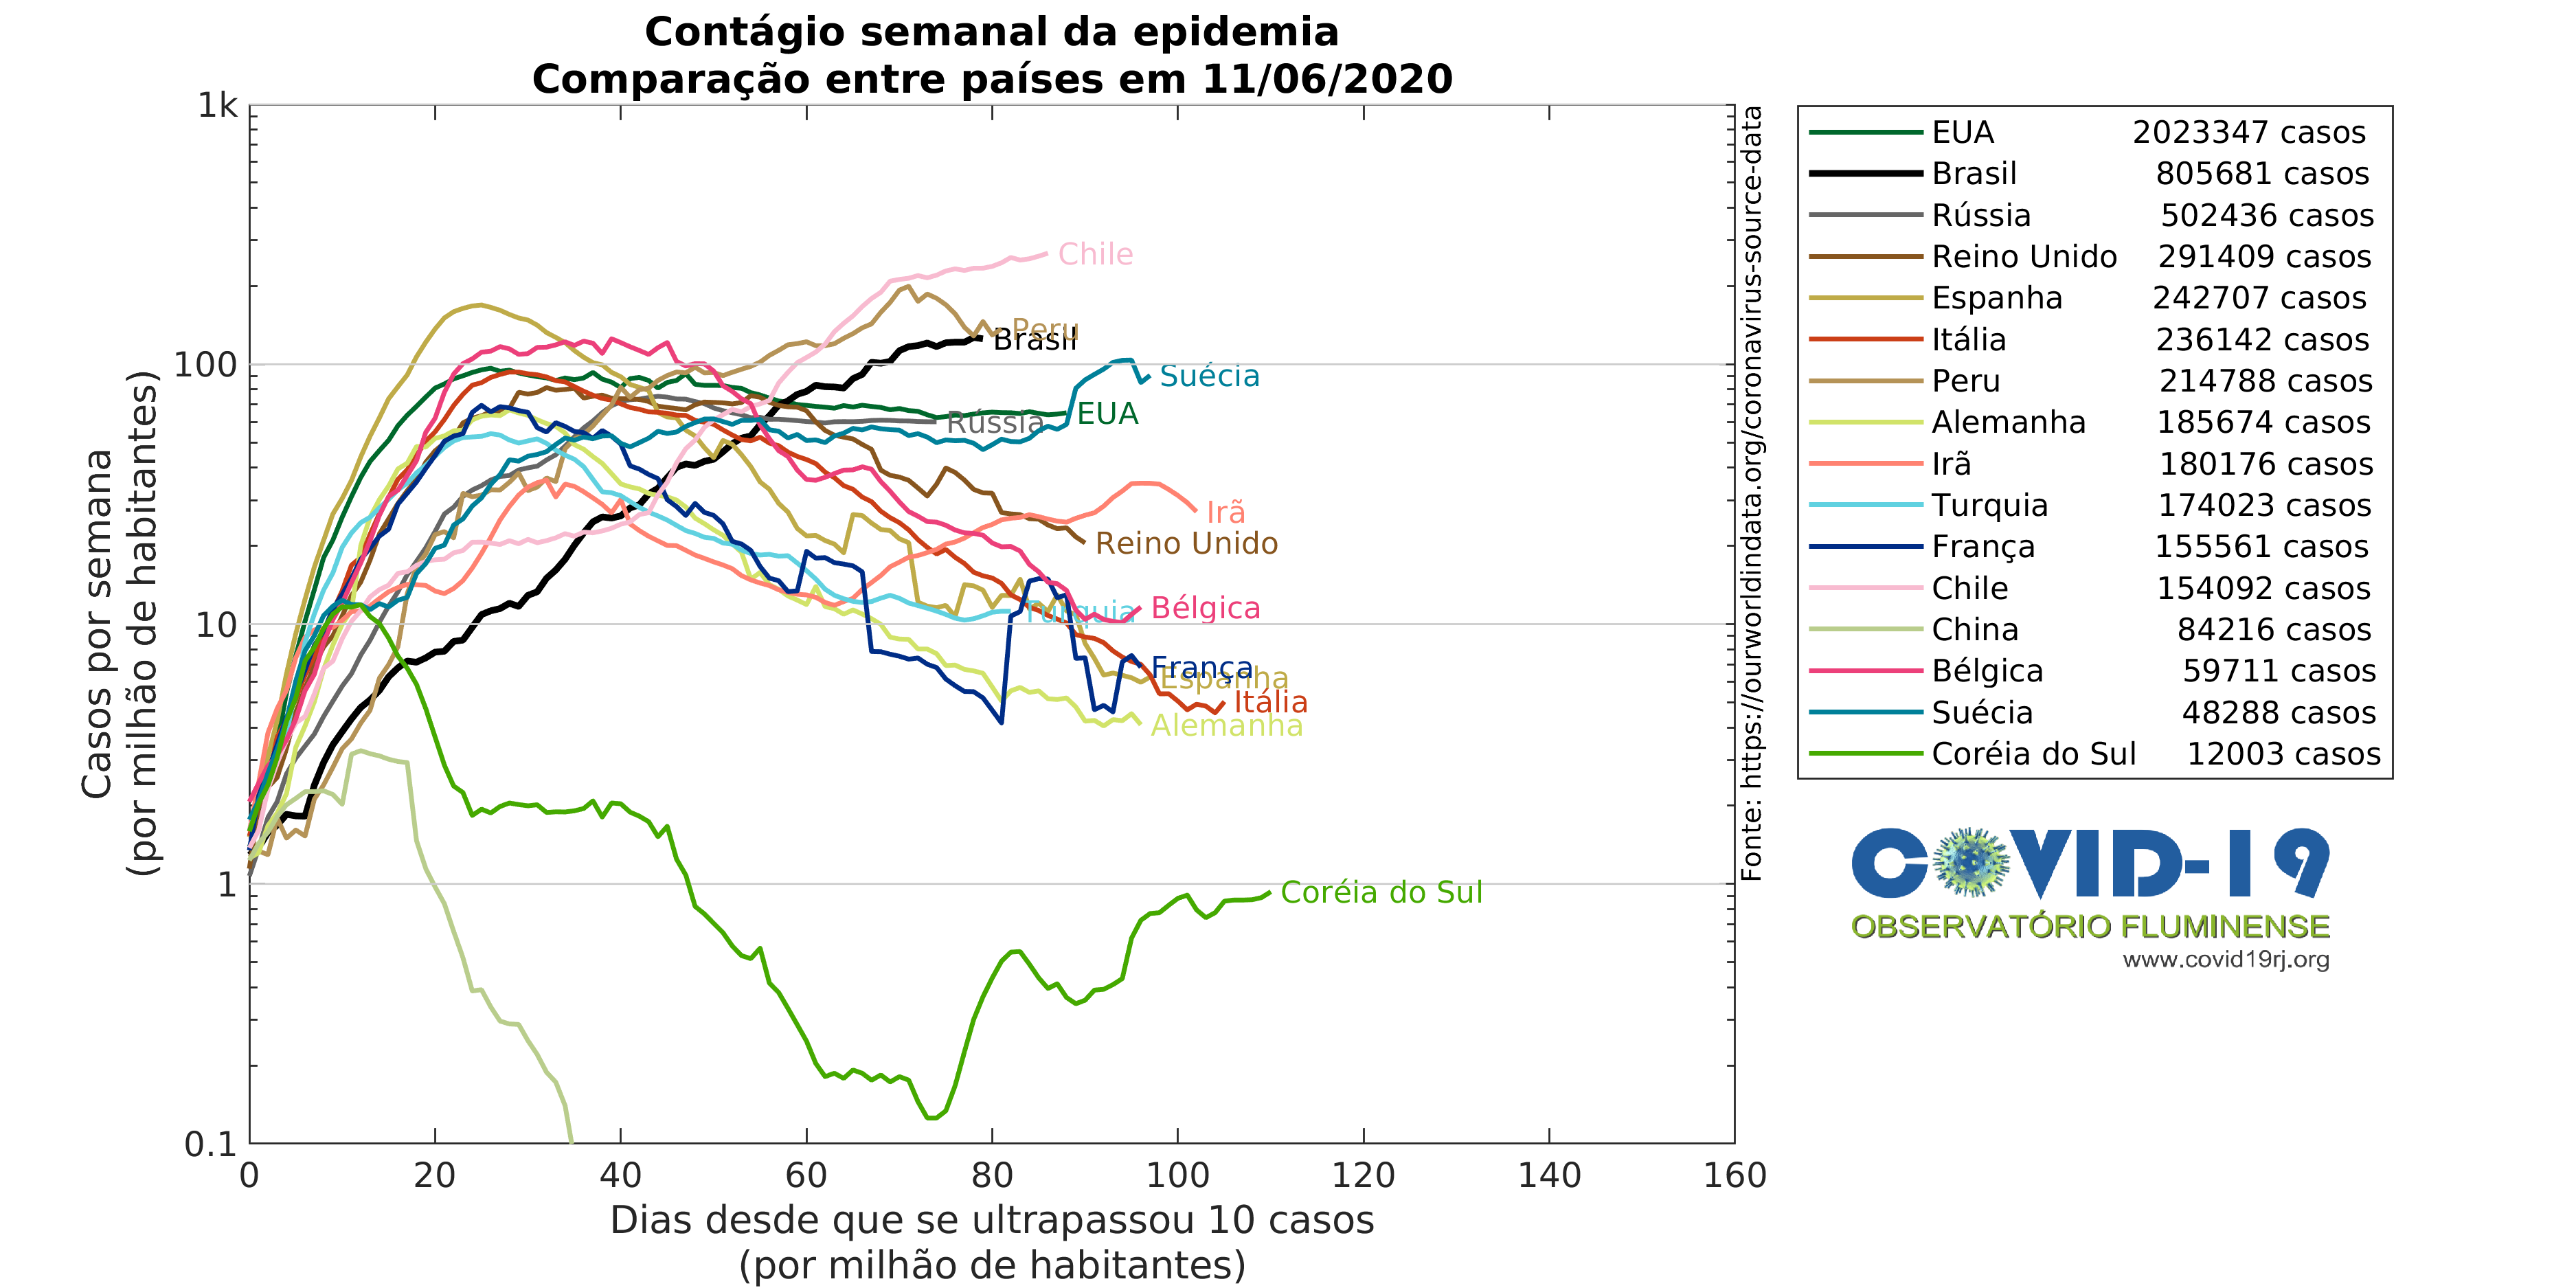 Contágio semanal da epidemia
Comparação entre países em 11/06/2020
Casos por semana
(por milhão de habitantes)
1k
100
10
1
0.1
0 20 40 60 80 100 120 140 160
Dias desde que se ultrapassou 10 casos
(por milhão de habitantes)
Chile
Peru
Brasil
Suécia
EUA
Rússia
Irã
Reino Unido
Turquia
Bélgica
França
Espanha
Itália
Alemanha
Coréia do Sul
Fonte: https://ourworldindata.org/coronavirus-source-data
EUA 2023347 casos
Brasil 805681 casos
Rússia 502436 casos
Reino Unido 291409 casos
Espanha 242707 casos
Itália 236142 casos
Peru 214788 casos
Alemanha 185674 casos
Irã 180176 casos
Turquia 174023 casos
França 155561 casos
Chile 154092 casos
China 84216 casos
Bélgica 59711 casos
Suécia 48288 casos
Coréia do Sul 12003 casos
COVID-19
OBSERVATÓRIO FLUMINENSE
www.covid19rj.org